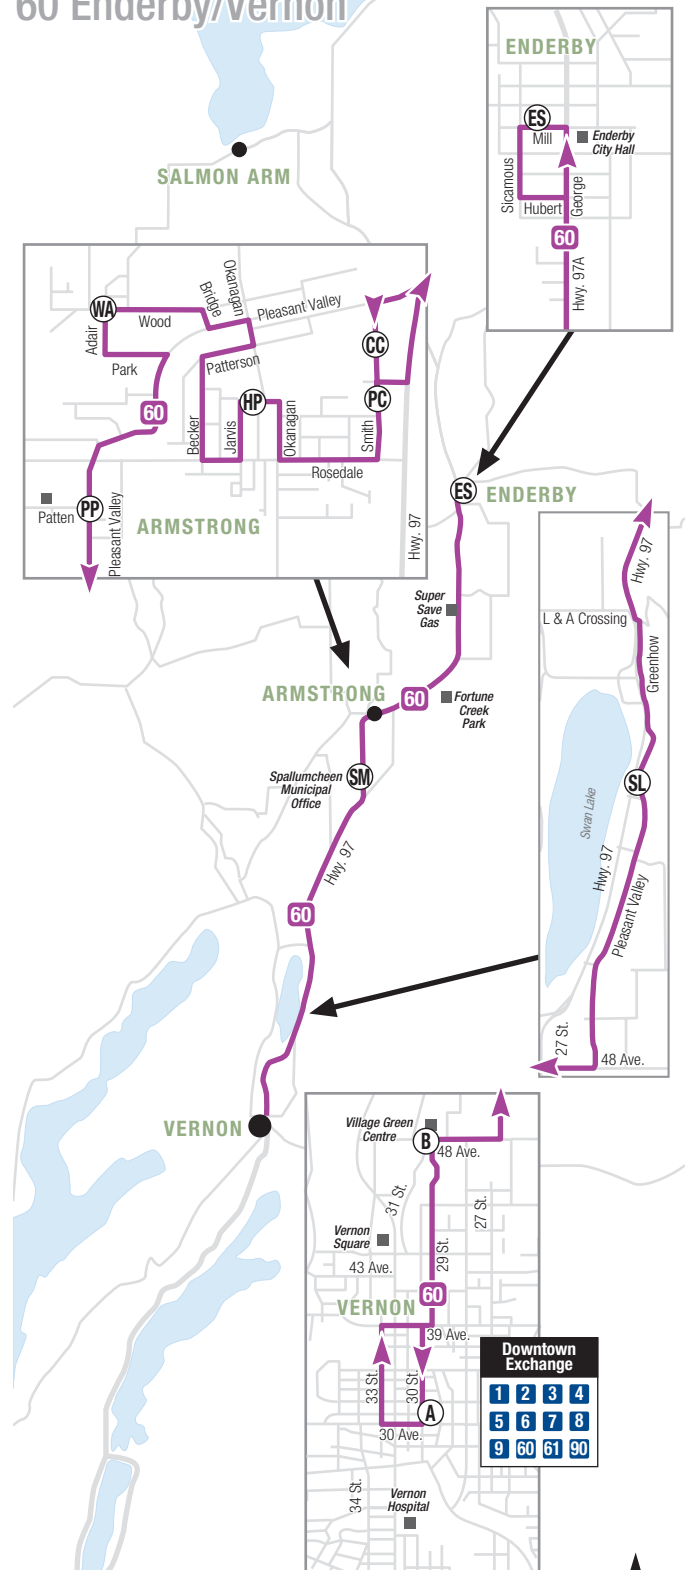 60 Enderby/Vernon
ENDERBY
ES
Mill
Enderby
City Hall
Sicamous
Hubert
George
60
Hwy. 97A
SALMON ARM
WA
Wood
Adair
Park
Bridge
Okanagan
Pleasant Valley
Patterson
CC
60
HP
PC
Becker
Jarvis
Okanagan
Smith
Rosedale
Patten
PP
Pleasant Valley
ARMSTRONG
Hwy. 97
ES
ENDERBY
Super
Save
Gas
Hwy. 97
L & A Crossing
Greenhow
ARMSTRONG
60
Fortune
Creek
Park
Spallumcheen
Municipal
Office
SM
SL
Swan Lake
Hwy. 97
Hwy. 97
Pleasant Valley
60
27 St.
48 Ave.
VERNON
Village Green
Centre
B
48 Ave.
31 St.
27 St.
Vernon
Square
29 St.
43 Ave.
60
VERNON
39 Ave.
33 St.
30 St.
A
30 Ave.
Downtown
Exchange
1 2 3 4
5 6 7 8
9 60 61 90
34 St.
Vernon
Hospital